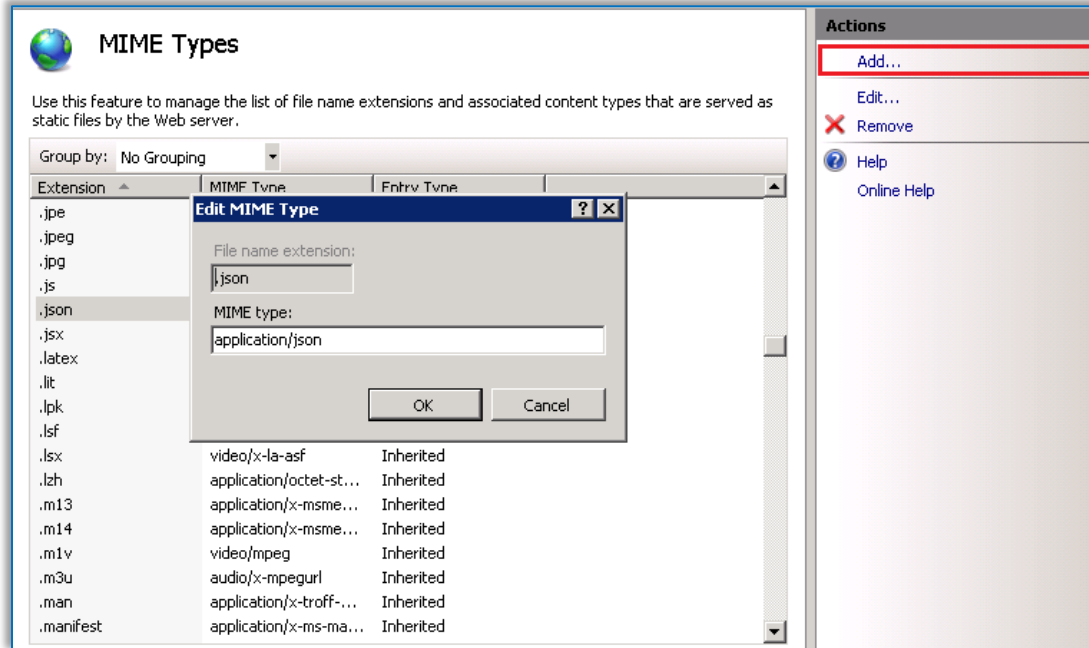 MIME Types
Use this feature to manage the list of file name extensions and associated content types that are served as
static files by the Web server.
Group by: No Grouping
Extension MIME Type Entry Type
.jpe
.jpeg
.jpg
.js
.json
.jsx
.latex
.lit
.lpk
.lsf
.lsx video/x-la-asf Inherited
.lzh application/octet-st... Inherited
.m13 application/x-msme... Inherited
.m14 application/x-msme... Inherited
.m1v video/mpeg Inherited
.m3u audio/x-mpegurl Inherited
.man application/x-troff-... Inherited
.manifest application/x-ms-ma... Inherited
Edit MIME Type
File name extension:
.json
MIME type:
application/json
OK Cancel
Actions
Add...
Edit...
Remove
Help
Online Help